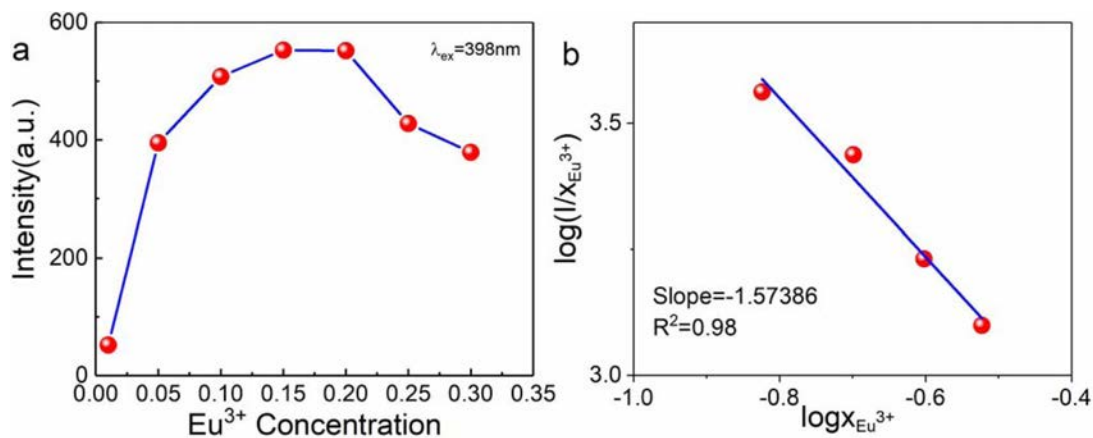 a
λex=398nm
600
400
200
0
Intensity(a.u.)
0.00 0.05 0.10 0.15 0.20 0.25 0.30 0.35
Eu³⁺ Concentration
b
3.5
3.0
log(I/xEu³⁺)
Slope=-1.57386
R²=0.98
-1.0 -0.8 -0.6 -0.4
logxEu³⁺